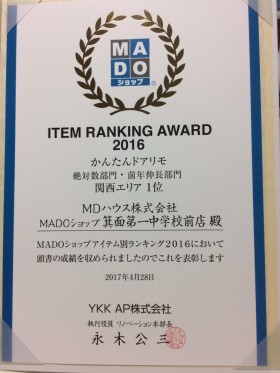 MADO
ショップ
ITEM RANKING AWARD
2016
かんたんドアリモ
絶対数部門・前年伸長部門
関西エリア 1位
MDハウス株式会社
MADOショップ 箕面第一中学校前店 殿
MADOショップアイテム別ランキング2016において
頭書の成績を収められましたのでこれを表彰します
2017年4月28日
YKK AP株式会社
執行役員 リノベーション本部長
永木公三